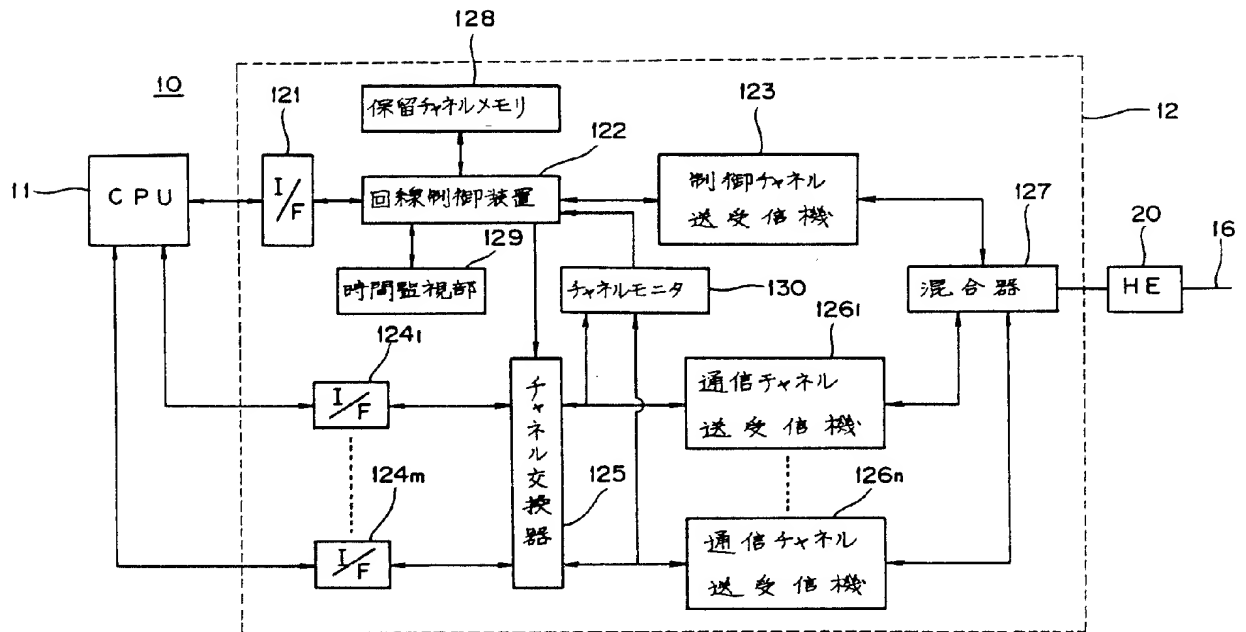 128
10
121
保留チャネルメモリ
123
12
122
11
CPU
I/F
回線制御装置
制御チャネル
送受信機
127
20
16
129
時間監視部
チャネルモニタ
130
混合器
HE
1241
1261
I/F
チャネル交換器
通信チャネル
送受信機
124m
125
126n
I/F
通信チャネル
送受信機